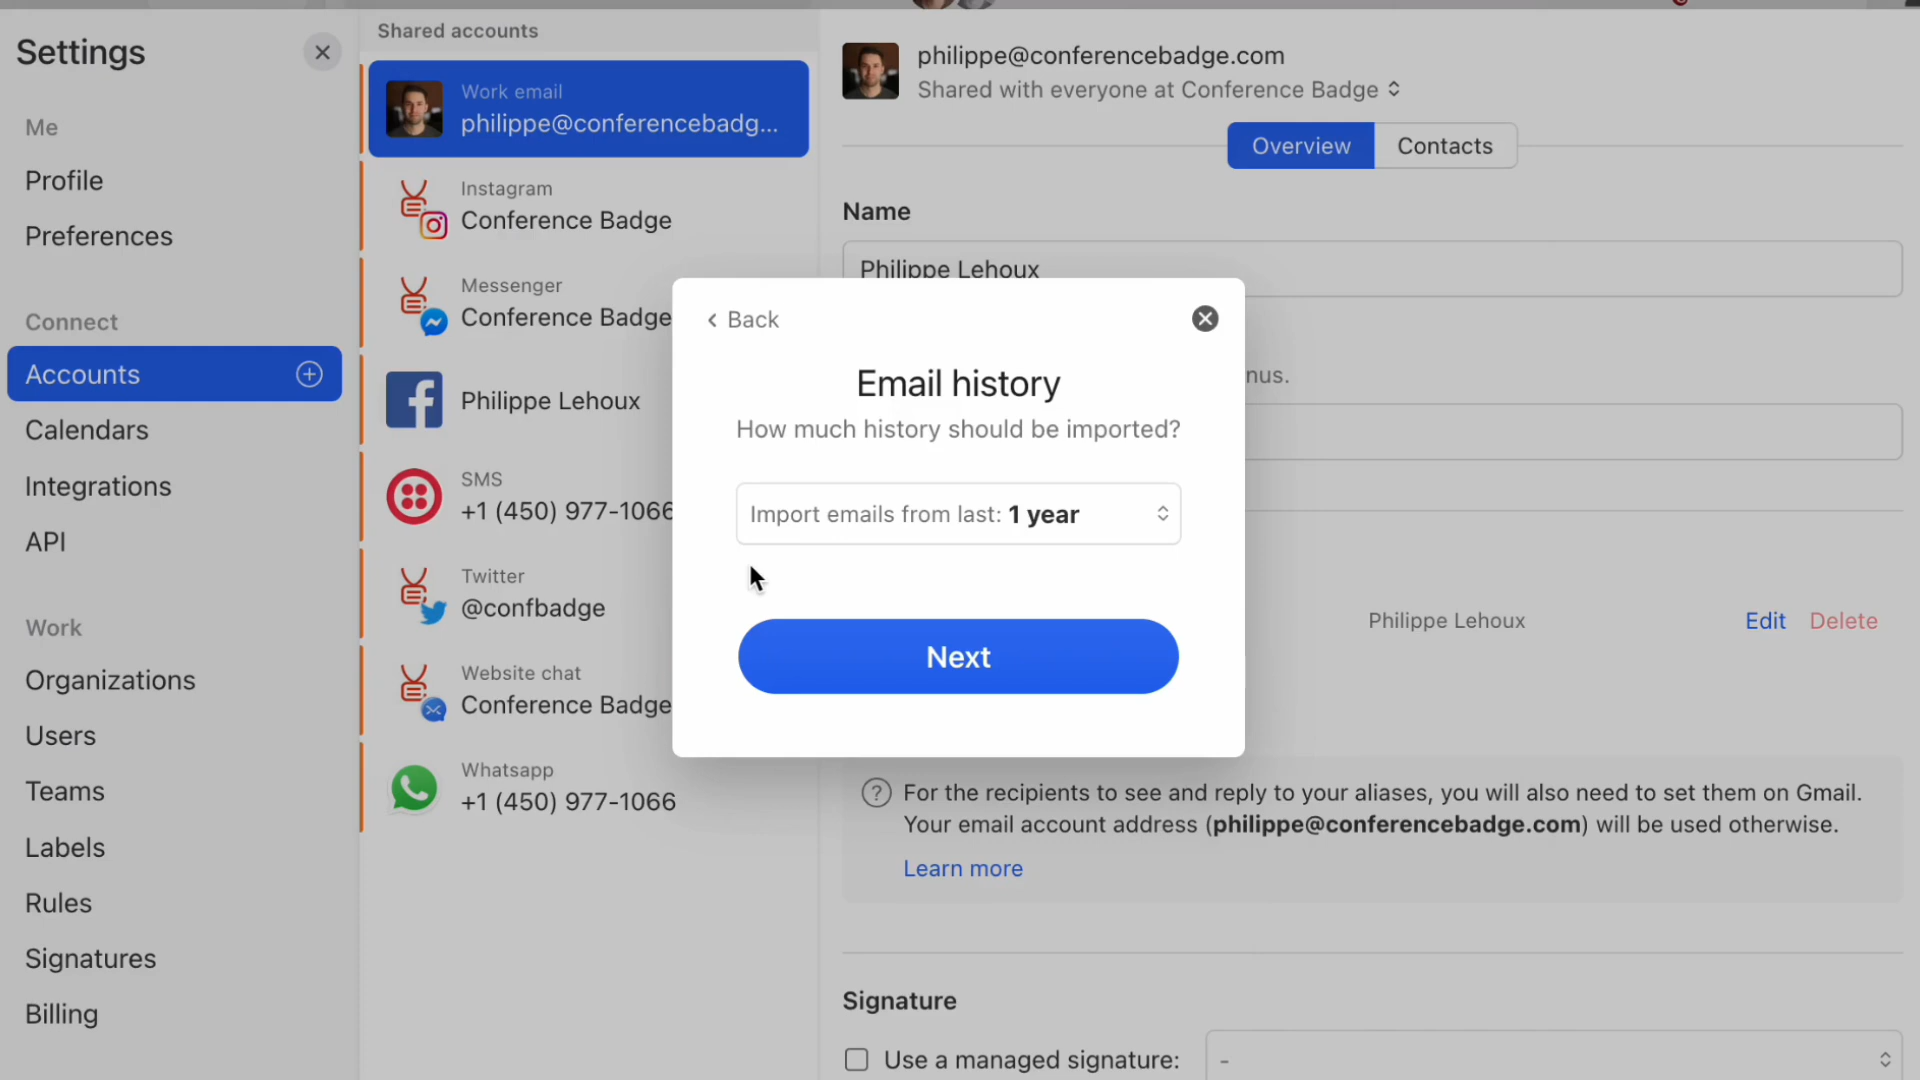 Settings
Me
Profile
Preferences
Connect
Accounts
Calendars
Integrations
API
Work
Organizations
Users
Teams
Labels
Rules
Signatures
Billing
Shared accounts
Work email
philippe@conferencebadg...
Instagram
Conference Badge
Messenger
Conference Badge
Philippe Lehoux
SMS
+1 (450) 977-1066
Twitter
@confbadge
Website chat
Conference Badge
Whatsapp
+1 (450) 977-1066
philippe@conferencebadge.com
Shared with everyone at Conference Badge
Overview
Contacts
Name
Philippe Lehoux
nus.
Back
Email history
How much history should be imported?
Import emails from last: 1 year
Next
Philippe Lehoux
Edit
Delete
For the recipients to see and reply to your aliases, you will also need to set them on Gmail.
Your email account address (philippe@conferencebadge.com) will be used otherwise.
Learn more
Signature
Use a managed signature:
-